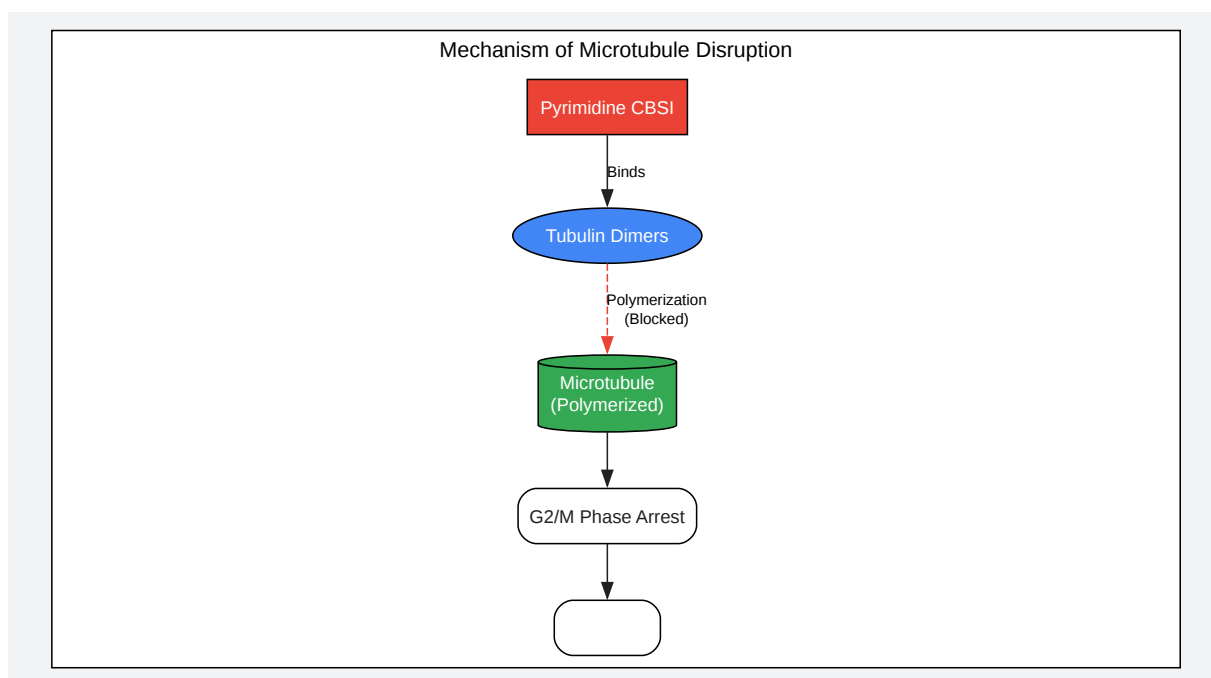 Mechanism of Microtubule Disruption
Pyrimidine CBSI
Binds
Tubulin Dimers
Polymerization
(Blocked)
Microtubule
(Polymerized)
G2/M Phase Arrest